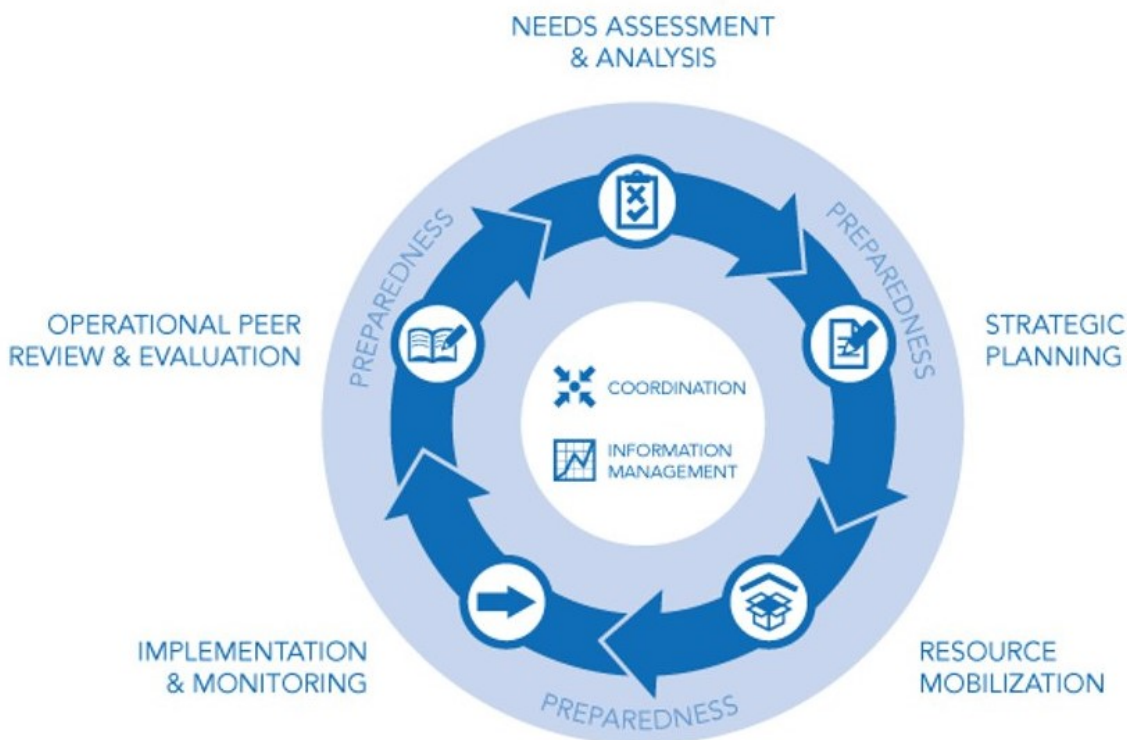 NEEDS ASSESSMENT
& ANALYSIS
PREPAREDNESS
PREPAREDNESS
OPERATIONAL PEER
REVIEW & EVALUATION
STRATEGIC
PLANNING
COORDINATION
INFORMATION
MANAGEMENT
IMPLEMENTATION
& MONITORING
RESOURCE
MOBILIZATION
PREPAREDNESS